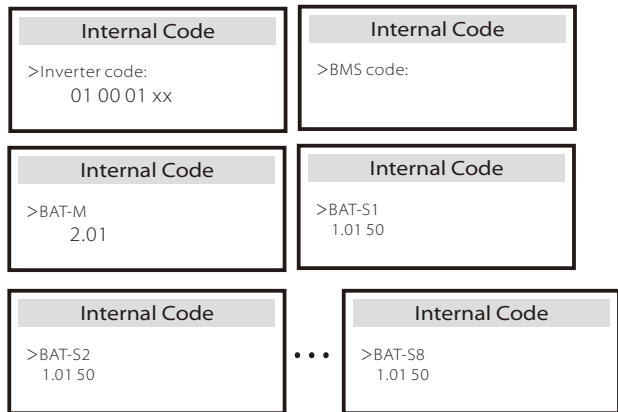 Internal Code
>Inverter code:
01 00 01 xx
Internal Code
>BMS code:
Internal Code
>BAT-M
2.01
Internal Code
>BAT-S1
1.01 50
Internal Code
>BAT-S2
1.01 50
• • •
Internal Code
>BAT-S8
1.01 50